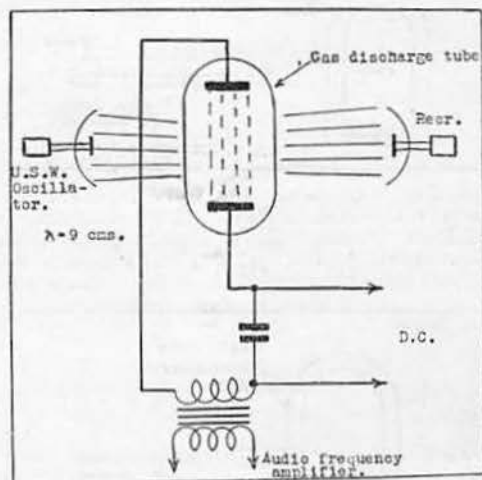 Gas discharge tube
Recr.
U.S.W.
Oscilla-
tor.
λ=9 cms.
D.C.
Audio frequency
amplifier.